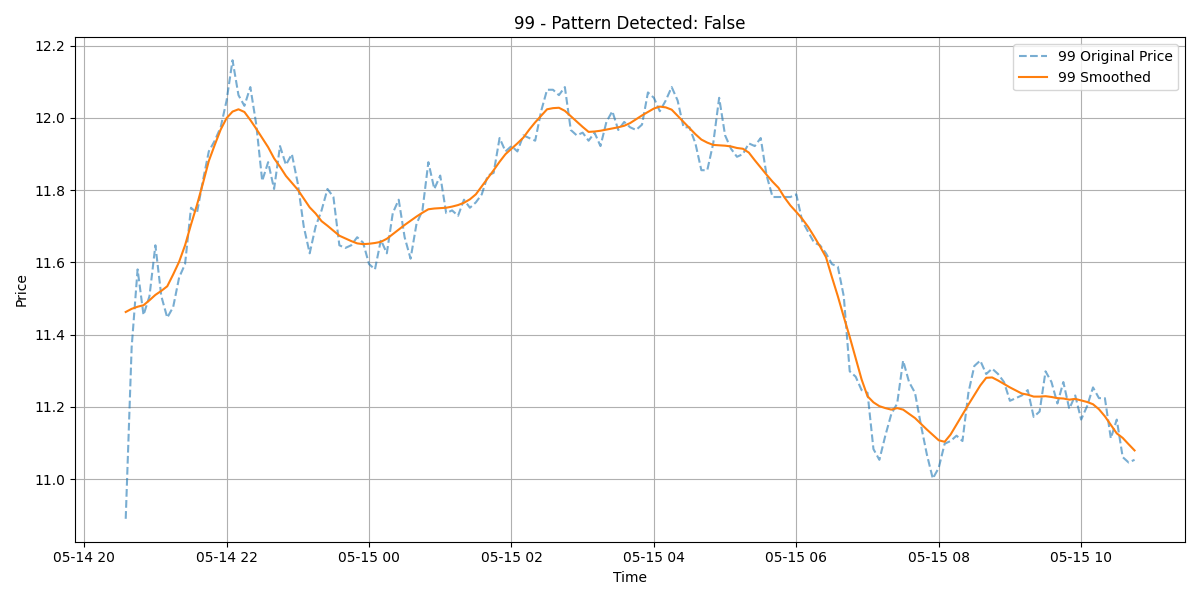 99 - Pattern Detected: False
99 Original Price
99 Smoothed
Price
12.2
12.0
11.8
11.6
11.4
11.2
11.0
05-14 20 05-14 22 05-15 00 05-15 02 05-15 04 05-15 06 05-15 08 05-15 10
Time